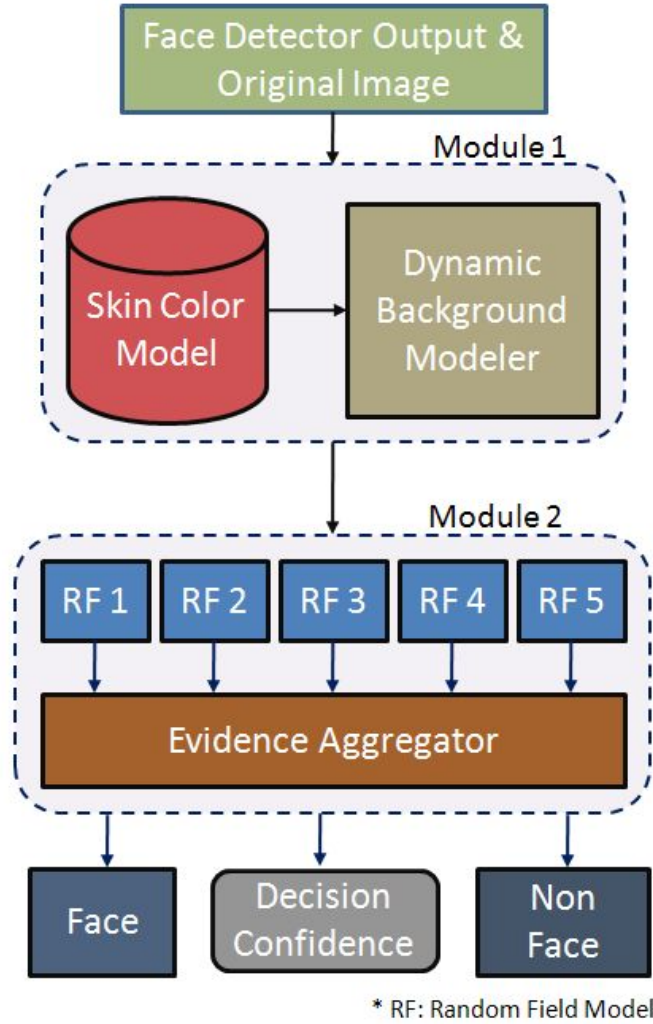 Face Detector Output &
Original Image
Module 1
Skin Color
Model
Dynamic
Background
Modeler
Module 2
RF 1
RF 2
RF 3
RF 4
RF 5
Evidence Aggregator
Face
Decision
Confidence
Non
Face
* RF: Random Field Model